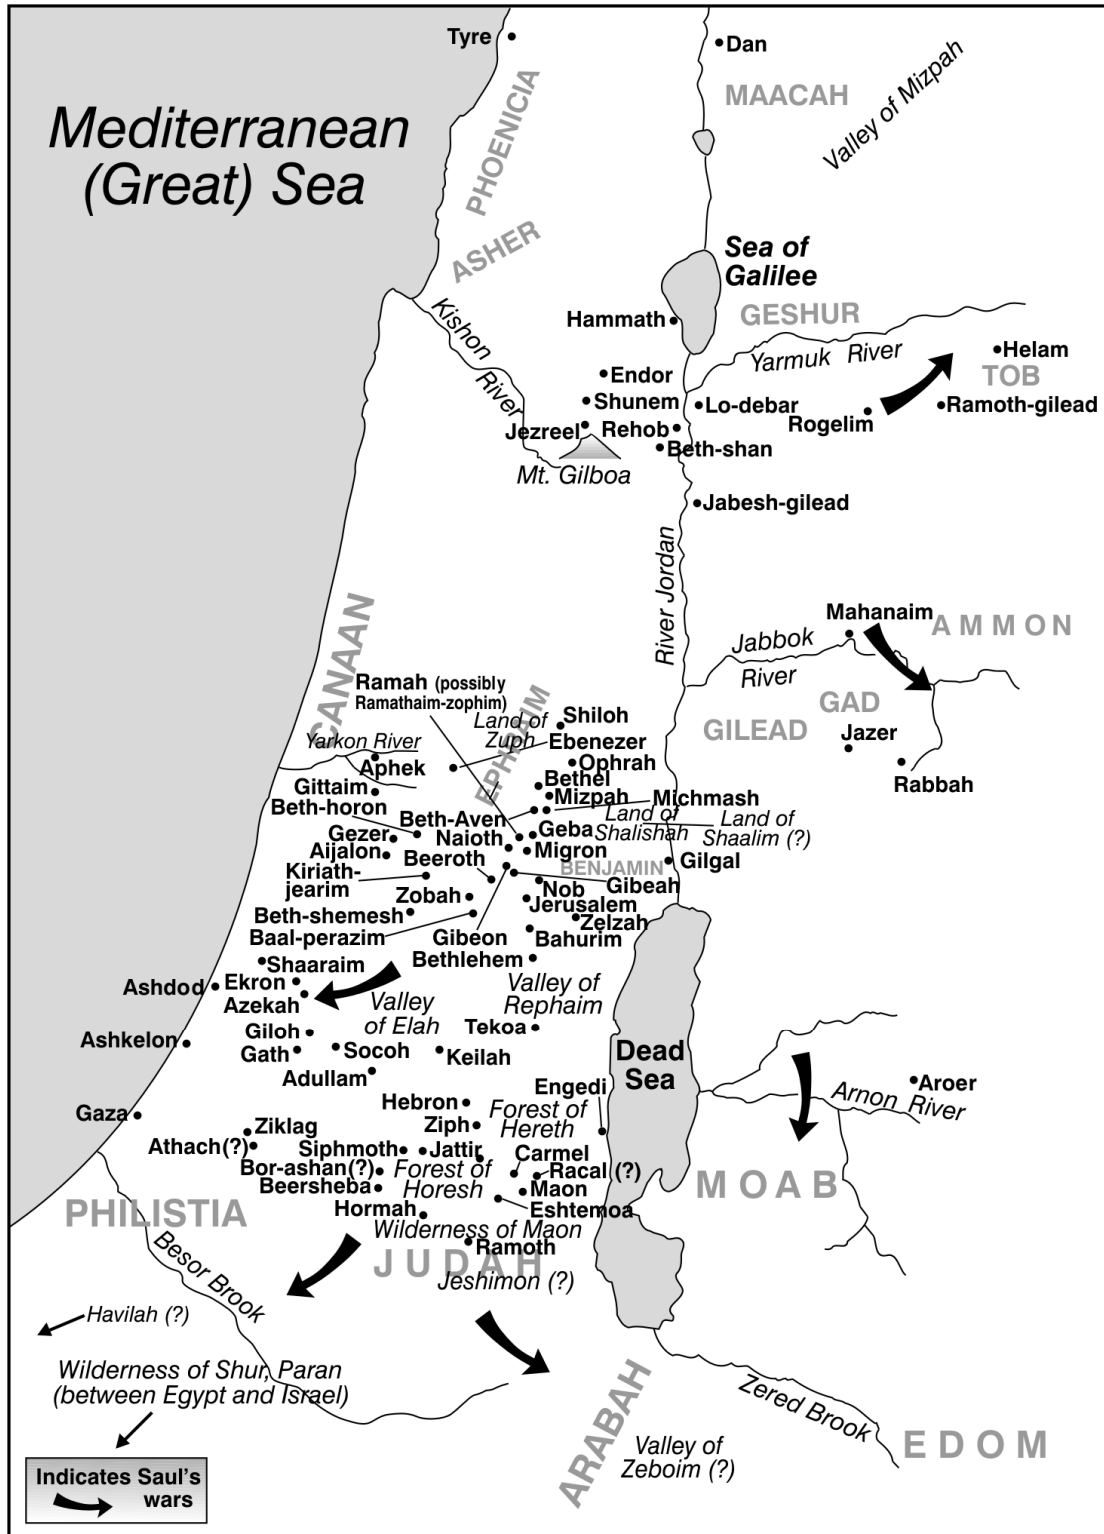 Tyre
Dan
MAACAH
Valley of Mizpah
Mediterranean
(Great) Sea
PHOENICIA
ASHER
Sea of
Galilee
GESHUR
Kishon
River
Hammath
Yarmuk River
Helam
TOB
Endor
Shunem
Lo-debar
Ramoth-gilead
Rogelim
Jezreel
Rehob
Beth-shan
Mt. Gilboa
Jabesh-gilead
River Jordan
CANAAN
Mahanaim
AMMON
Jabbok
River
GAD
GILEAD
Jazer
Rabbah
Ramah (possibly
Ramathaim-zophim)
EPHRAIM
Land of
Zuph
Shiloh
Yarkon River
Ebenezer
Aphek
Ophrah
Gittaim
Bethel
Beth-horon
Mizpah
Michmash
Beth-Aven
Land of
Shalishah
Land of
Shaalim (?)
Gezer
Naioth
Geba
Aijalon
Beeroth
Migron
Gilgal
BENJAMIN
Kiriath-
jearim
Gibeah
Nob
Zobah
Jerusalem
Beth-shemesh
Zelzah
Baal-perazim
Gibeon
Bahurim
Bethlehem
Shaaraim
Ashdod
Ekron
Azekah
Valley
of Elah
Valley of
Rephaim
Giloh
Tekoa
Ashkelon
Gath
Socoh
Keilah
Dead
Sea
Adullam
Engedi
Aroer
Arnon River
Gaza
Hebron
Forest of
Hereth
Ziph
Ziklag
Athach(?)
Siphmoth
Jattir
Carmel
Bor-ashan(?)
Forest of
Horesh
Racal (?)
Beersheba
Maon
MOAB
Hormah
Eshtemoa
PHILISTIA
Wilderness of Maon
Ramoth
JUDAH
Jeshimon (?)
Besor Brook
Havilah (?)
Wilderness of Shur, Paran
(between Egypt and Israel)
ARABAH
Zered Brook
EDOM
Valley of
Zeboim (?)
Indicates Saul's
wars